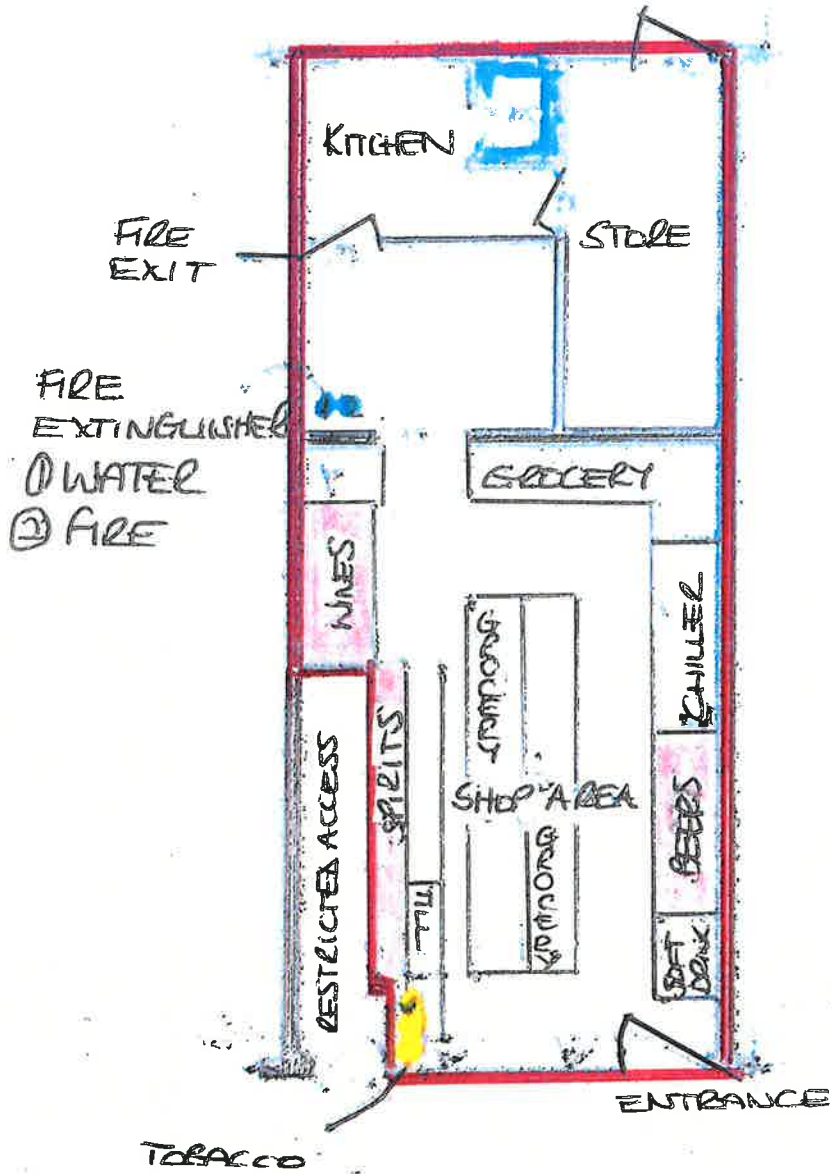 KITCHEN
STORE
FIRE
EXIT
FIRE
EXTINGUISHER
① WATER
② FIRE
GROCERY
WINES
CHILLER
GROCERY
SPIRITS
RESTRICTED ACCESS
SHOP AREA
BEERS
GROCERY
TILL
SOFT
DRINK
ENTRANCE
TOBACCO